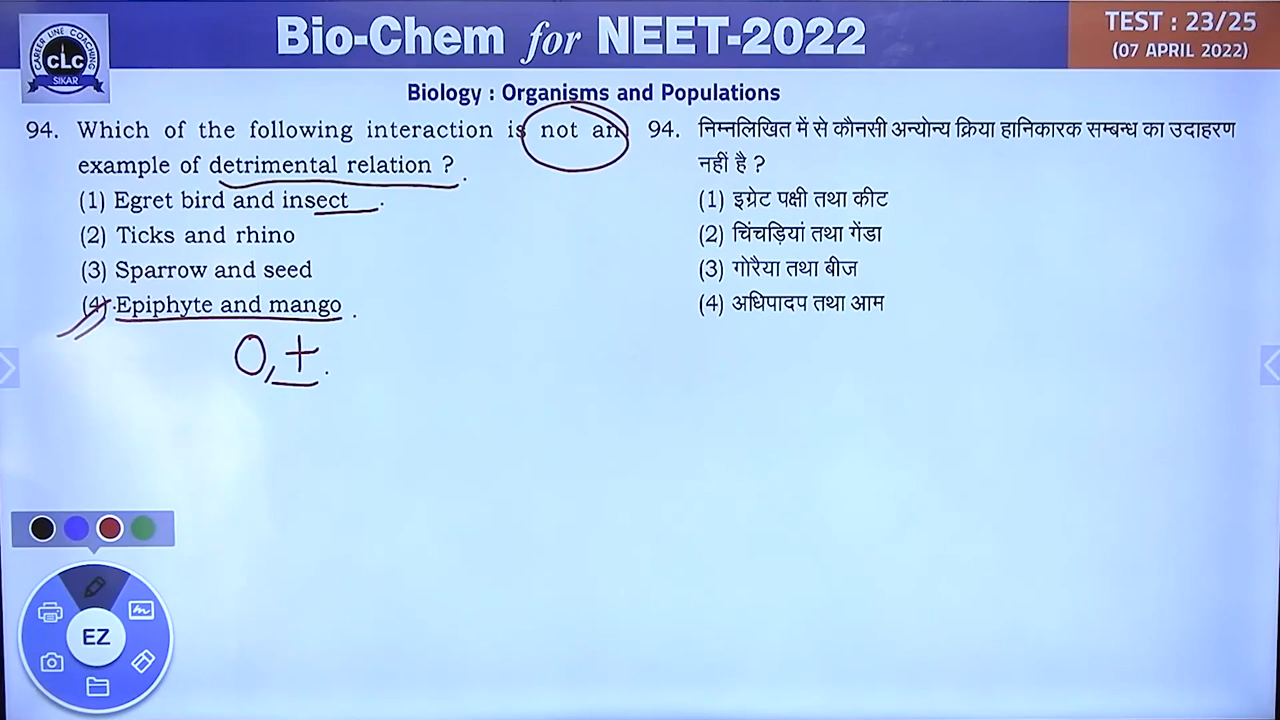 CAREER LINE COACHING
CLC
SIKAR
Bio-Chem for NEET-2022
TEST : 23/25
(07 APRIL 2022)
Biology : Organisms and Populations
94. Which of the following interaction is not an
example of detrimental relation ?
(1) Egret bird and insect
(2) Ticks and rhino
(3) Sparrow and seed
(4) Epiphyte and mango
0, +
94. निम्नलिखित में से कौनसी अन्योन्य क्रिया हानिकारक सम्बन्ध का उदाहरण
नहीं है ?
(1) इग्रेट पक्षी तथा कीट
(2) चिंचड़ियां तथा गेंडा
(3) गोरैया तथा बीज
(4) अधिपादप तथा आम
EZ